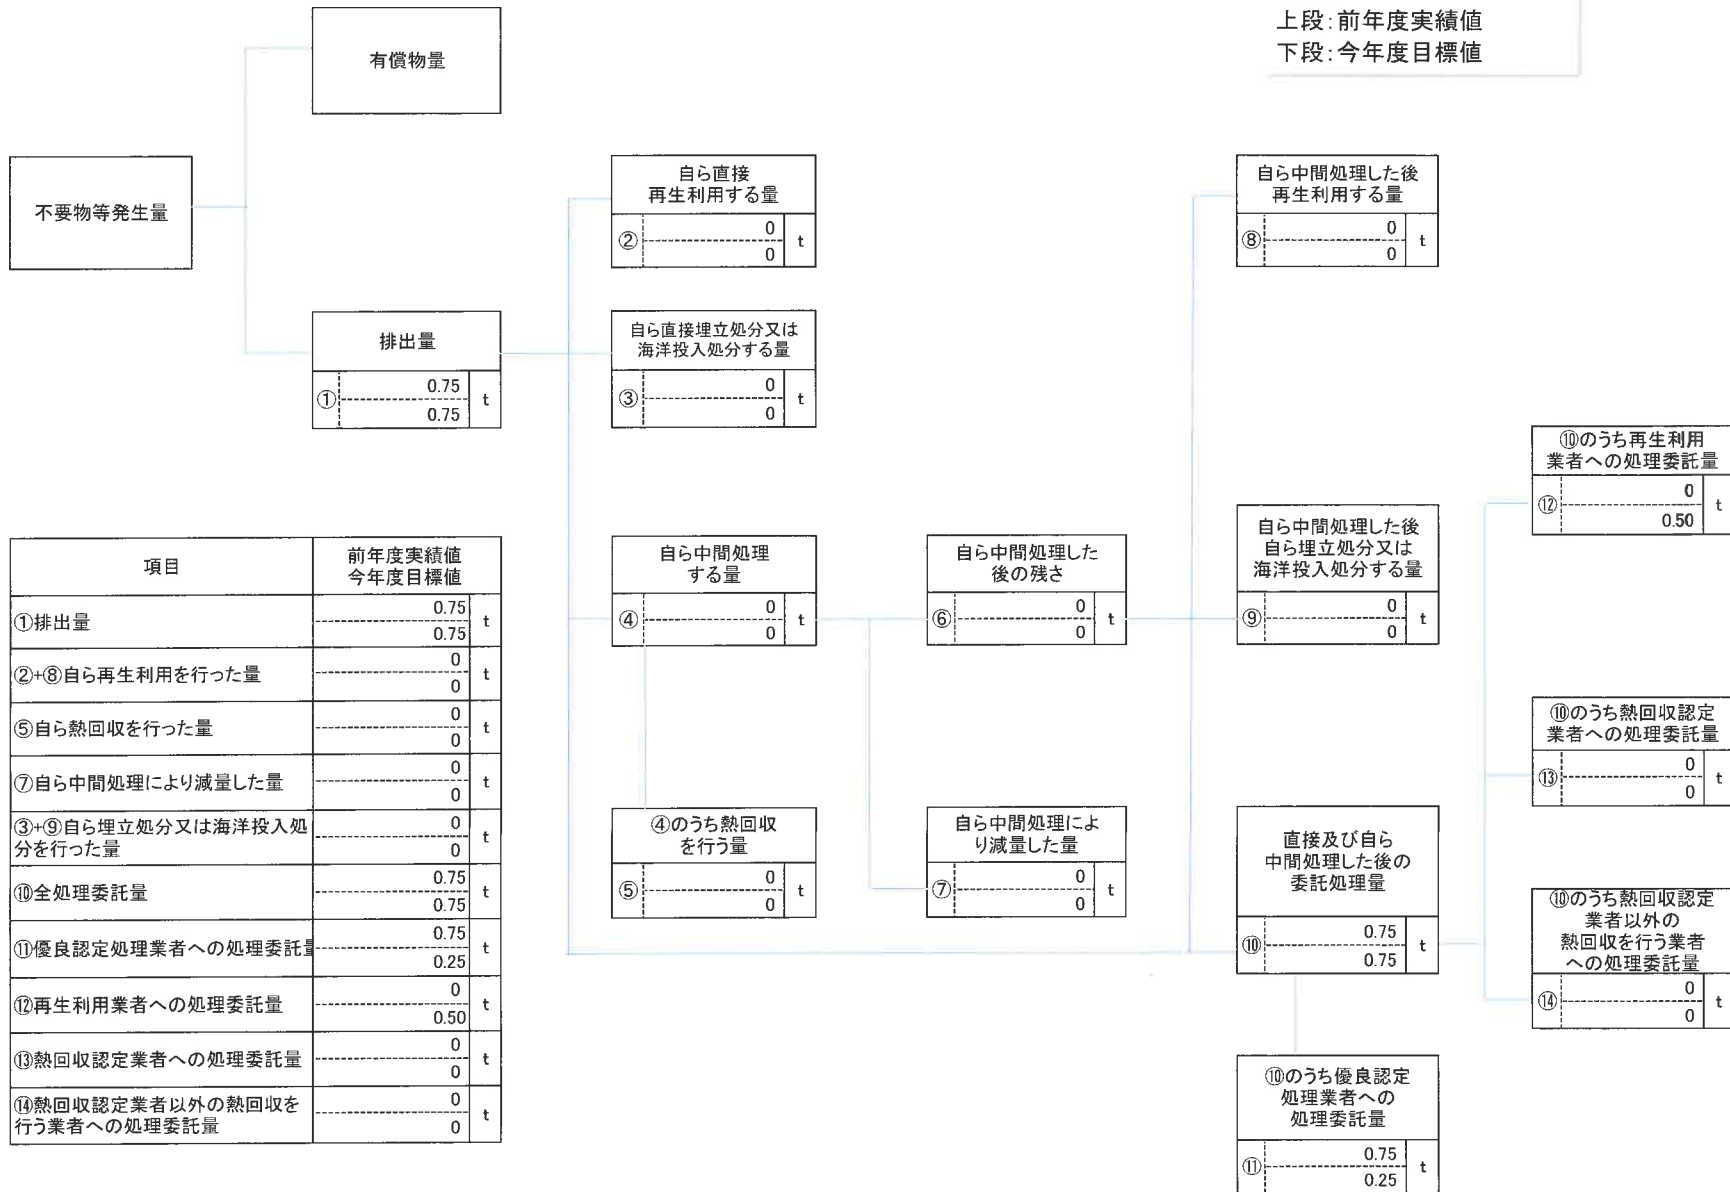 上段:前年度実績値
下段:今年度目標値
有償物量
不要物等発生量
排出量
① 0.75 t
0.75
自ら直接
再生利用する量
② 0 t
0
自ら直接埋立処分又は
海洋投入処分する量
③ 0 t
0
自ら中間処理
する量
④ 0 t
0
④のうち熱回収
を行う量
⑤ 0 t
0
自ら中間処理した
後の残さ
⑥ 0 t
0
自ら中間処理によ
り減量した量
⑦ 0 t
0
自ら中間処理した後
再生利用する量
⑧ 0 t
0
自ら中間処理した後
自ら埋立処分又は
海洋投入処分する量
⑨ 0 t
0
直接及び自ら
中間処理した後の
委託処理量
⑩ 0.75 t
0.75
⑩のうち優良認定
処理業者への
処理委託量
⑪ 0.75 t
0.25
⑩のうち再生利用
業者への処理委託量
⑫ 0 t
0.50
⑩のうち熱回収認定
業者への処理委託量
⑬ 0 t
0
⑩のうち熱回収認定
業者以外の
熱回収を行う業者
への処理委託量
⑭ 0 t
0
項目 前年度実績値
今年度目標値
①排出量 0.75 t
0.75
②+⑧自ら再生利用を行った量 0 t
0
⑤自ら熱回収を行った量 0 t
0
⑦自ら中間処理により減量した量 0 t
0
③+⑨自ら埋立処分又は海洋投入処 0 t
分を行った量 0
⑩全処理委託量 0.75 t
0.75
⑪優良認定処理業者への処理委託量 0.75 t
0.25
⑫再生利用業者への処理委託量 0 t
0.50
⑬熱回収認定業者への処理委託量 0 t
0
⑭熱回収認定業者以外の熱回収を 0 t
行う業者への処理委託量 0